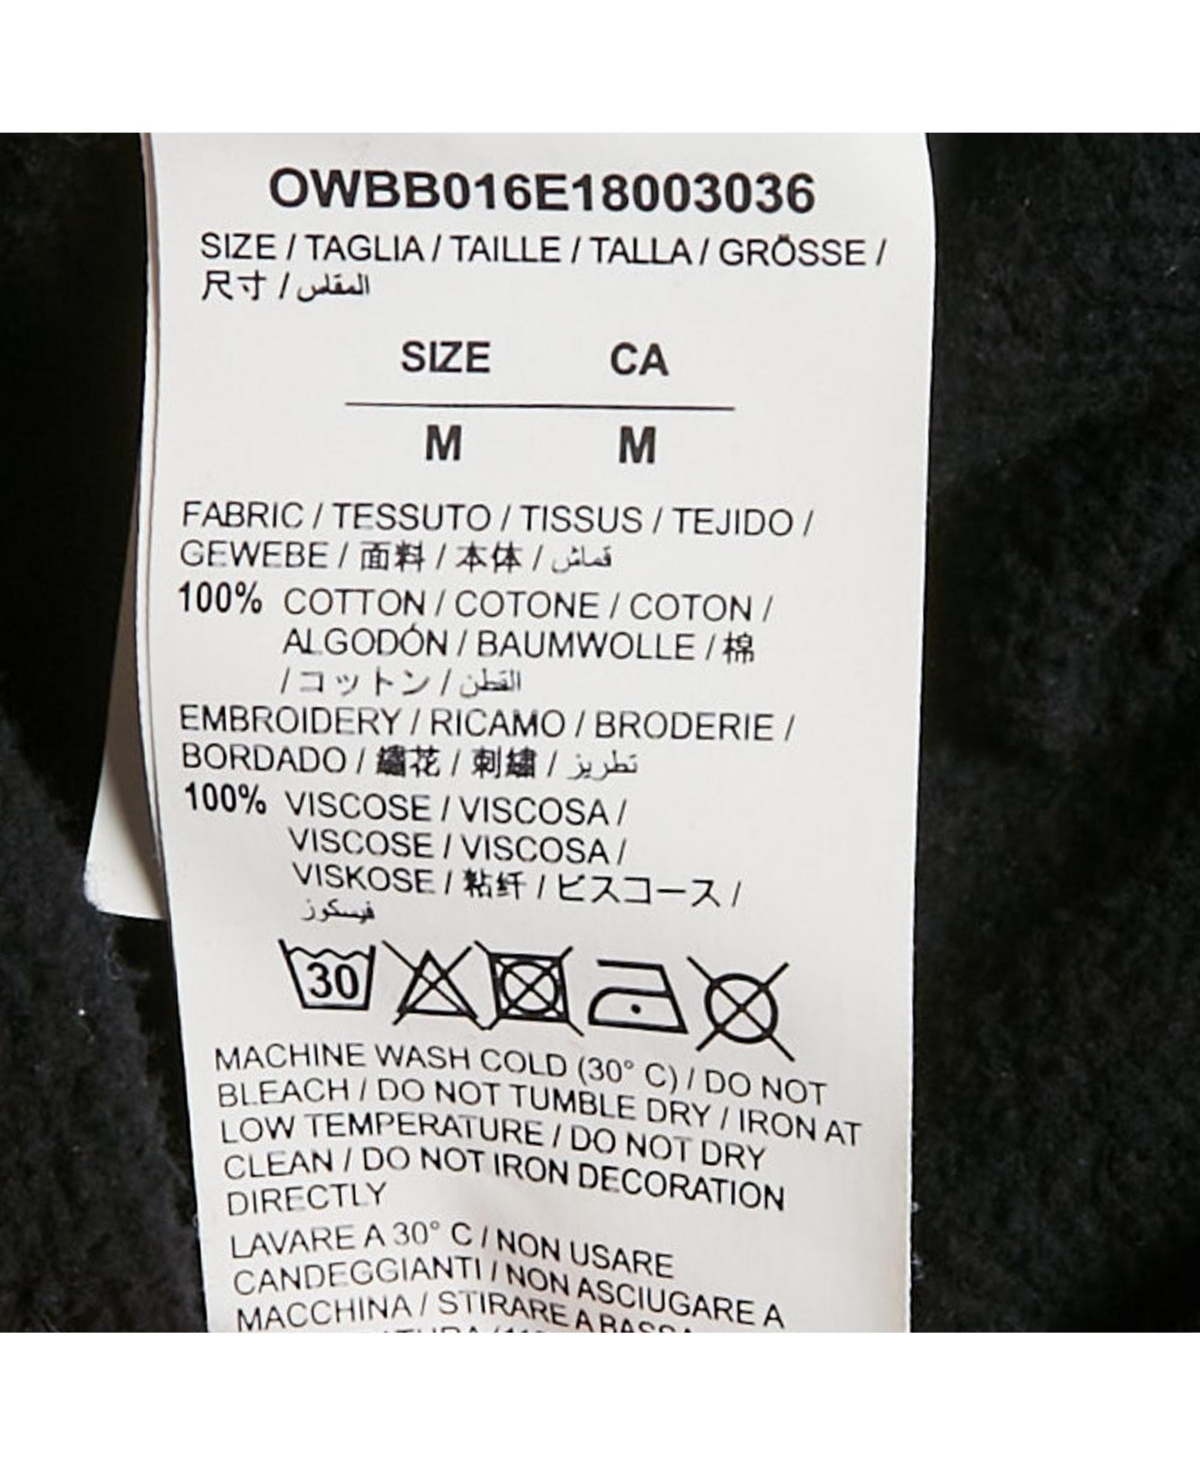 OWBB016E18003036
SIZE / TAGLIA / TAILLE / TALLA / GRÖSSE /
尺寸 / المقاس
SIZE CA
M M
FABRIC / TESSUTO / TISSUS / TEJIDO /
GEWEBE / 面料 / 本体 / قماش
100% COTTON / COTONE / COTON /
ALGODÓN / BAUMWOLLE / 棉
/ コットン / القطن
EMBROIDERY / RICAMO / BRODERIE /
BORDADO / 繡花 / 刺繍 / تطريز
100% VISCOSE / VISCOSA /
VISCOSE / VISCOSA /
VISKOSE / 粘纤 / ビスコース /
فيسكوز
30
MACHINE WASH COLD (30° C) / DO NOT
BLEACH / DO NOT TUMBLE DRY / IRON AT
LOW TEMPERATURE / DO NOT DRY
CLEAN / DO NOT IRON DECORATION
DIRECTLY
LAVARE A 30° C / NON USARE
CANDEGGIANTI / NON ASCIUGARE A
MACCHINA / STIRARE A